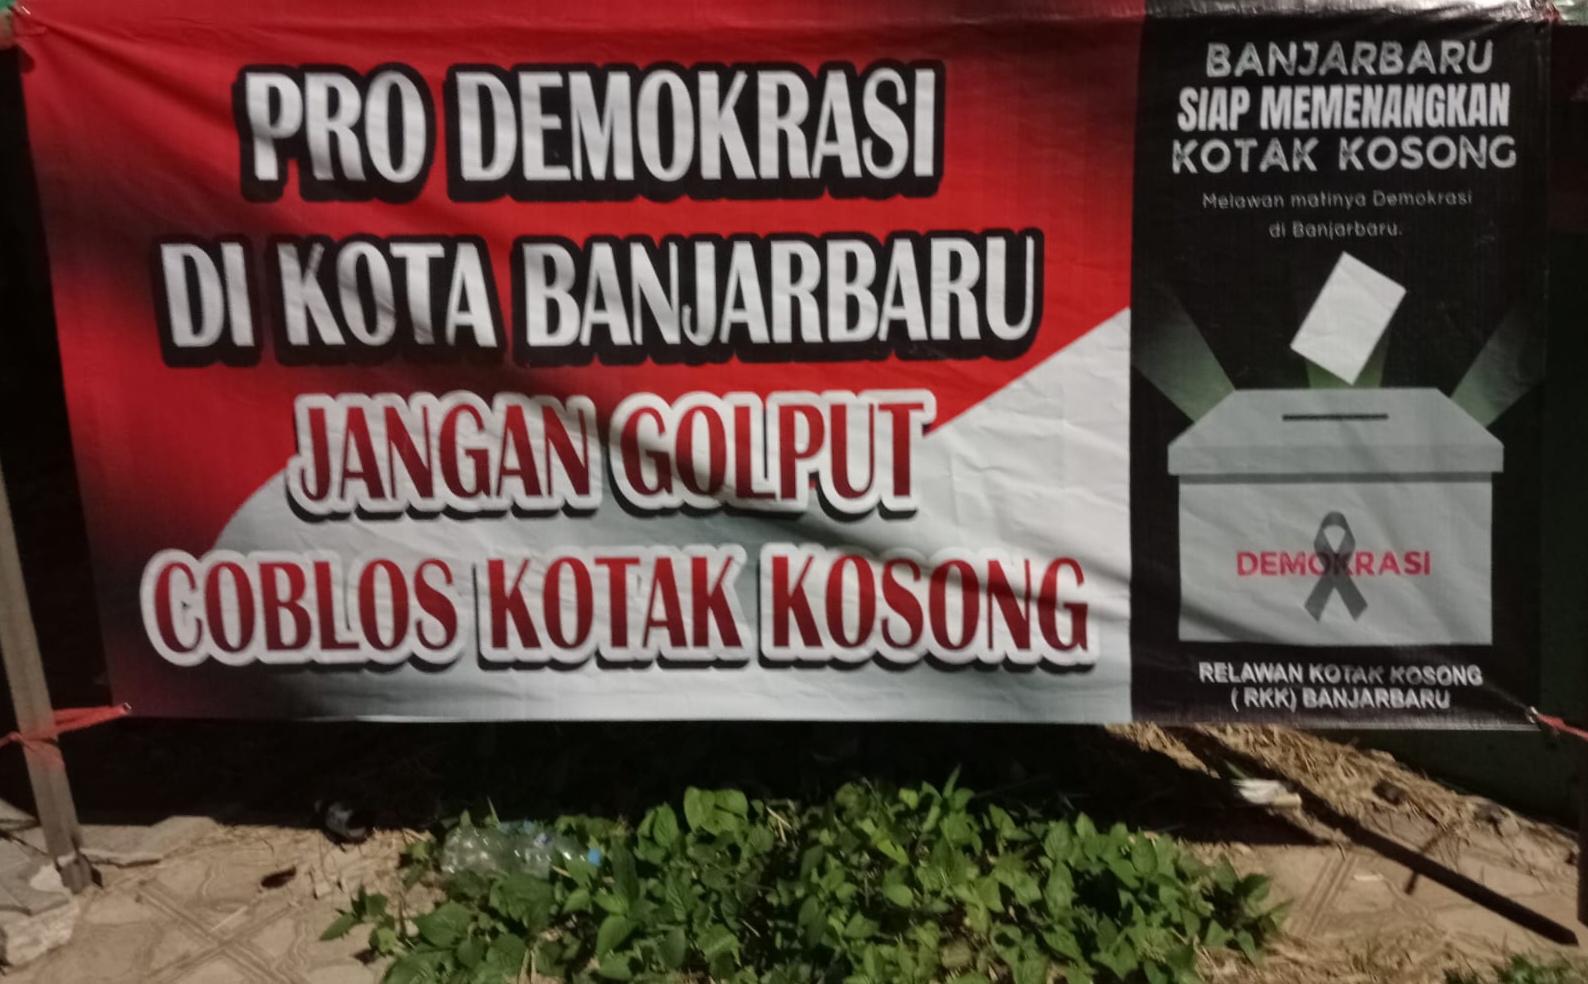 PRO DEMOKRASI
DI KOTA BANJARBARU
JANGAN GOLPUT
COBLOS KOTAK KOSONG
BANJARBARU
SIAP MEMENANGKAN
KOTAK KOSONG
Melawan matinya Demokrasi
di Banjarbaru.
DEMOKRASI
RELAWAN KOTAK KOSONG
( RKK) BANJARBARU